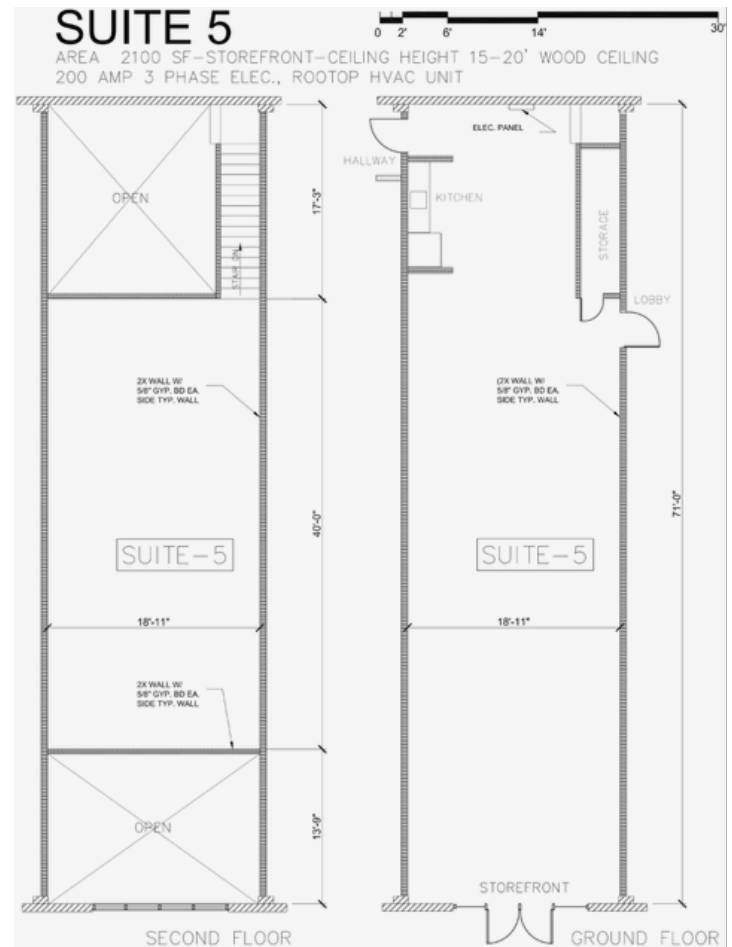 SUITE 5
0 2' 6' 14' 30'
AREA 2100 SF-STOREFRONT-CEILING HEIGHT 15-20' WOOD CEILING
200 AMP 3 PHASE ELEC., ROOTOP HVAC UNIT
OPEN
STAIR DN.
17'-3"
2X WALL W/
5/8" GYP. BD EA.
SIDE TYP. WALL
40'-0"
SUITE-5
18'-11"
2X WALL W/
5/8" GYP. BD EA.
SIDE TYP. WALL
OPEN
13'-9"
SECOND FLOOR
ELEC. PANEL
HALLWAY
KITCHEN
STORAGE
LOBBY
(2X WALL W/
5/8" GYP. BD EA.
SIDE TYP. WALL
71'-0"
SUITE-5
18'-11"
STOREFRONT
GROUND FLOOR